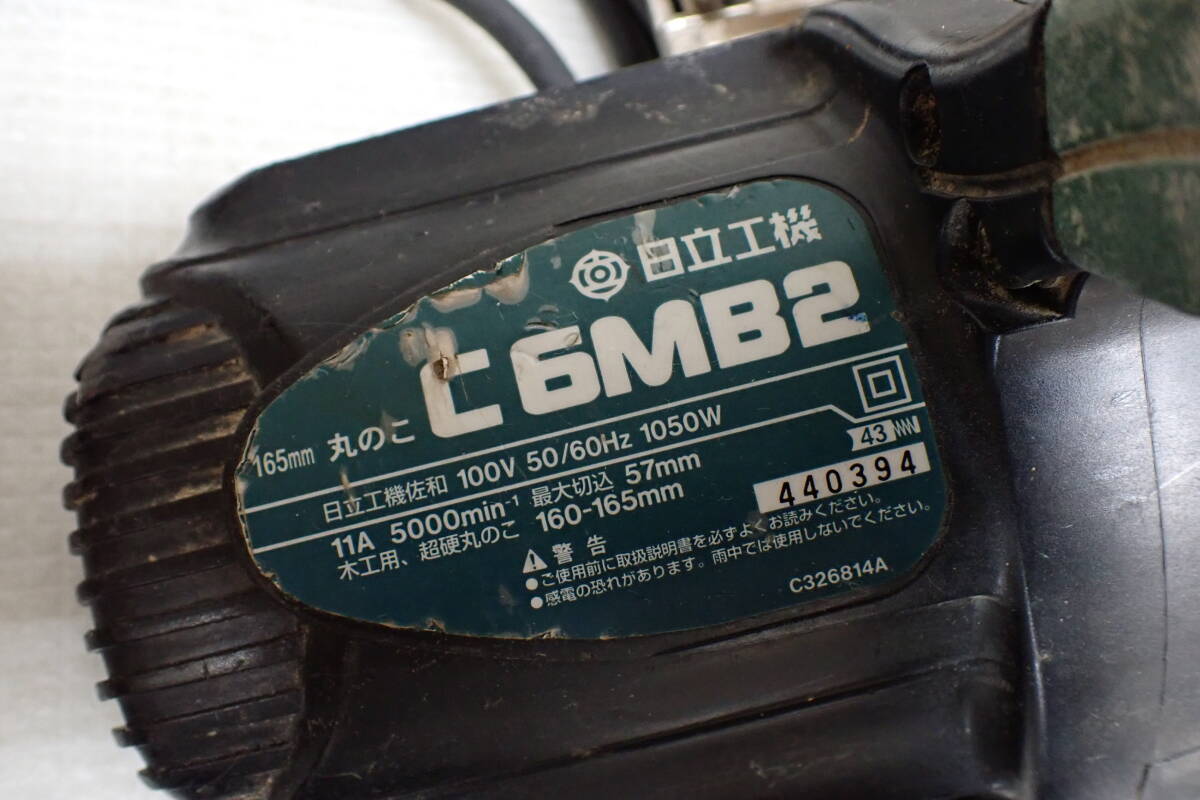 日立工機
C6MB2
165mm 丸のこ
日立工機佐和 100V 50/60Hz 1050W
11A 5000min⁻¹ 最大切込 57mm
木工用、超硬丸のこ 160-165mm
43
440394
警告
●ご使用前に取扱説明書を必ずよくお読みください。
●感電の恐れがあります。雨中では使用しないでください。
C326814A